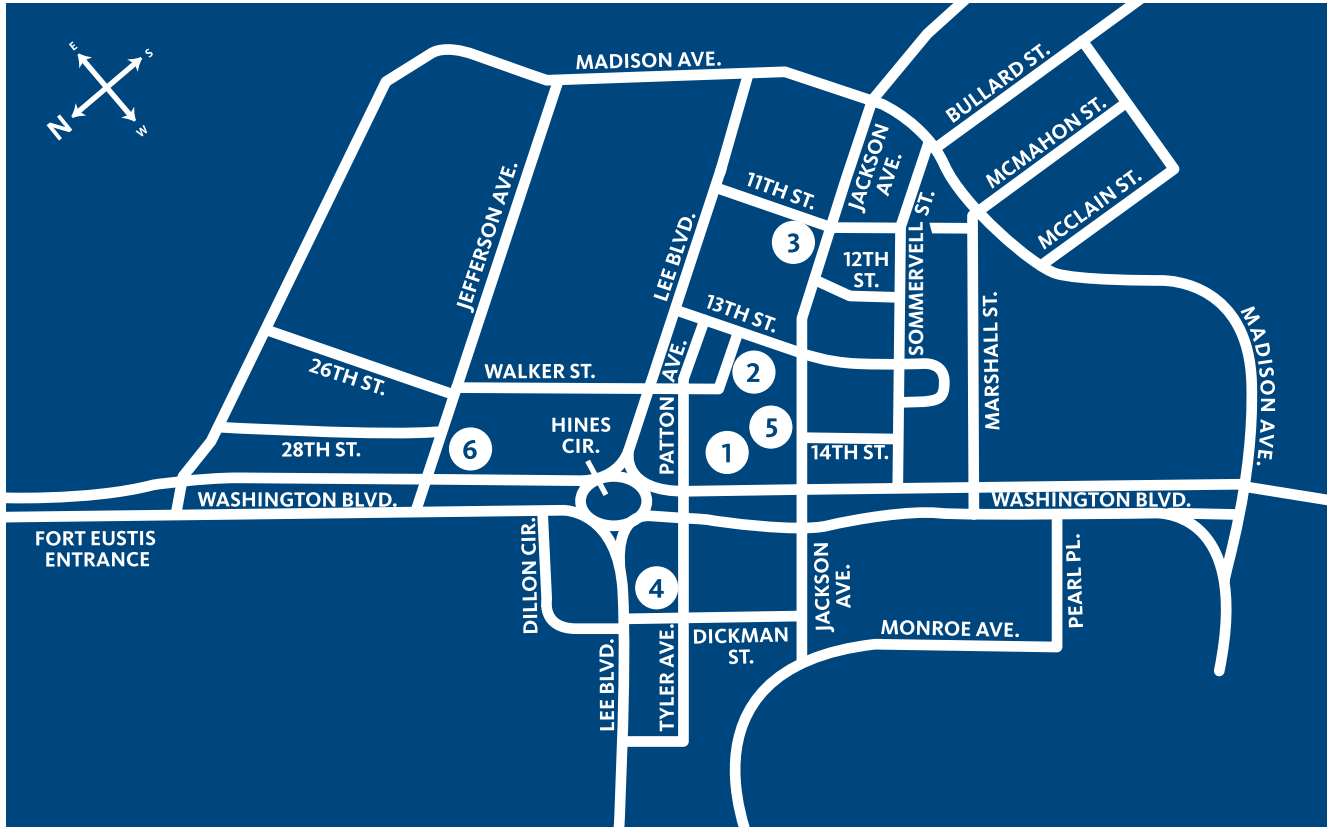 E
S
N
W
MADISON AVE.
BULLARD ST.
MCMAHON ST.
MCCLAIN ST.
JACKSON
AVE.
11TH ST.
JEFFERSON AVE.
LEE BLVD.
3
12TH
ST.
SOMMERVELL ST.
MARSHALL ST.
MADISON AVE.
13TH ST.
PATTON AVE.
26TH ST.
WALKER ST.
2
HINES
CIR.
5
1
6
28TH ST.
14TH ST.
WASHINGTON BLVD.
WASHINGTON BLVD.
FORT EUSTIS
ENTRANCE
DILLON CIR.
4
JACKSON
AVE.
PEARL PL.
MONROE AVE.
DICKMAN
ST.
LEE BLVD.
TYLER AVE.